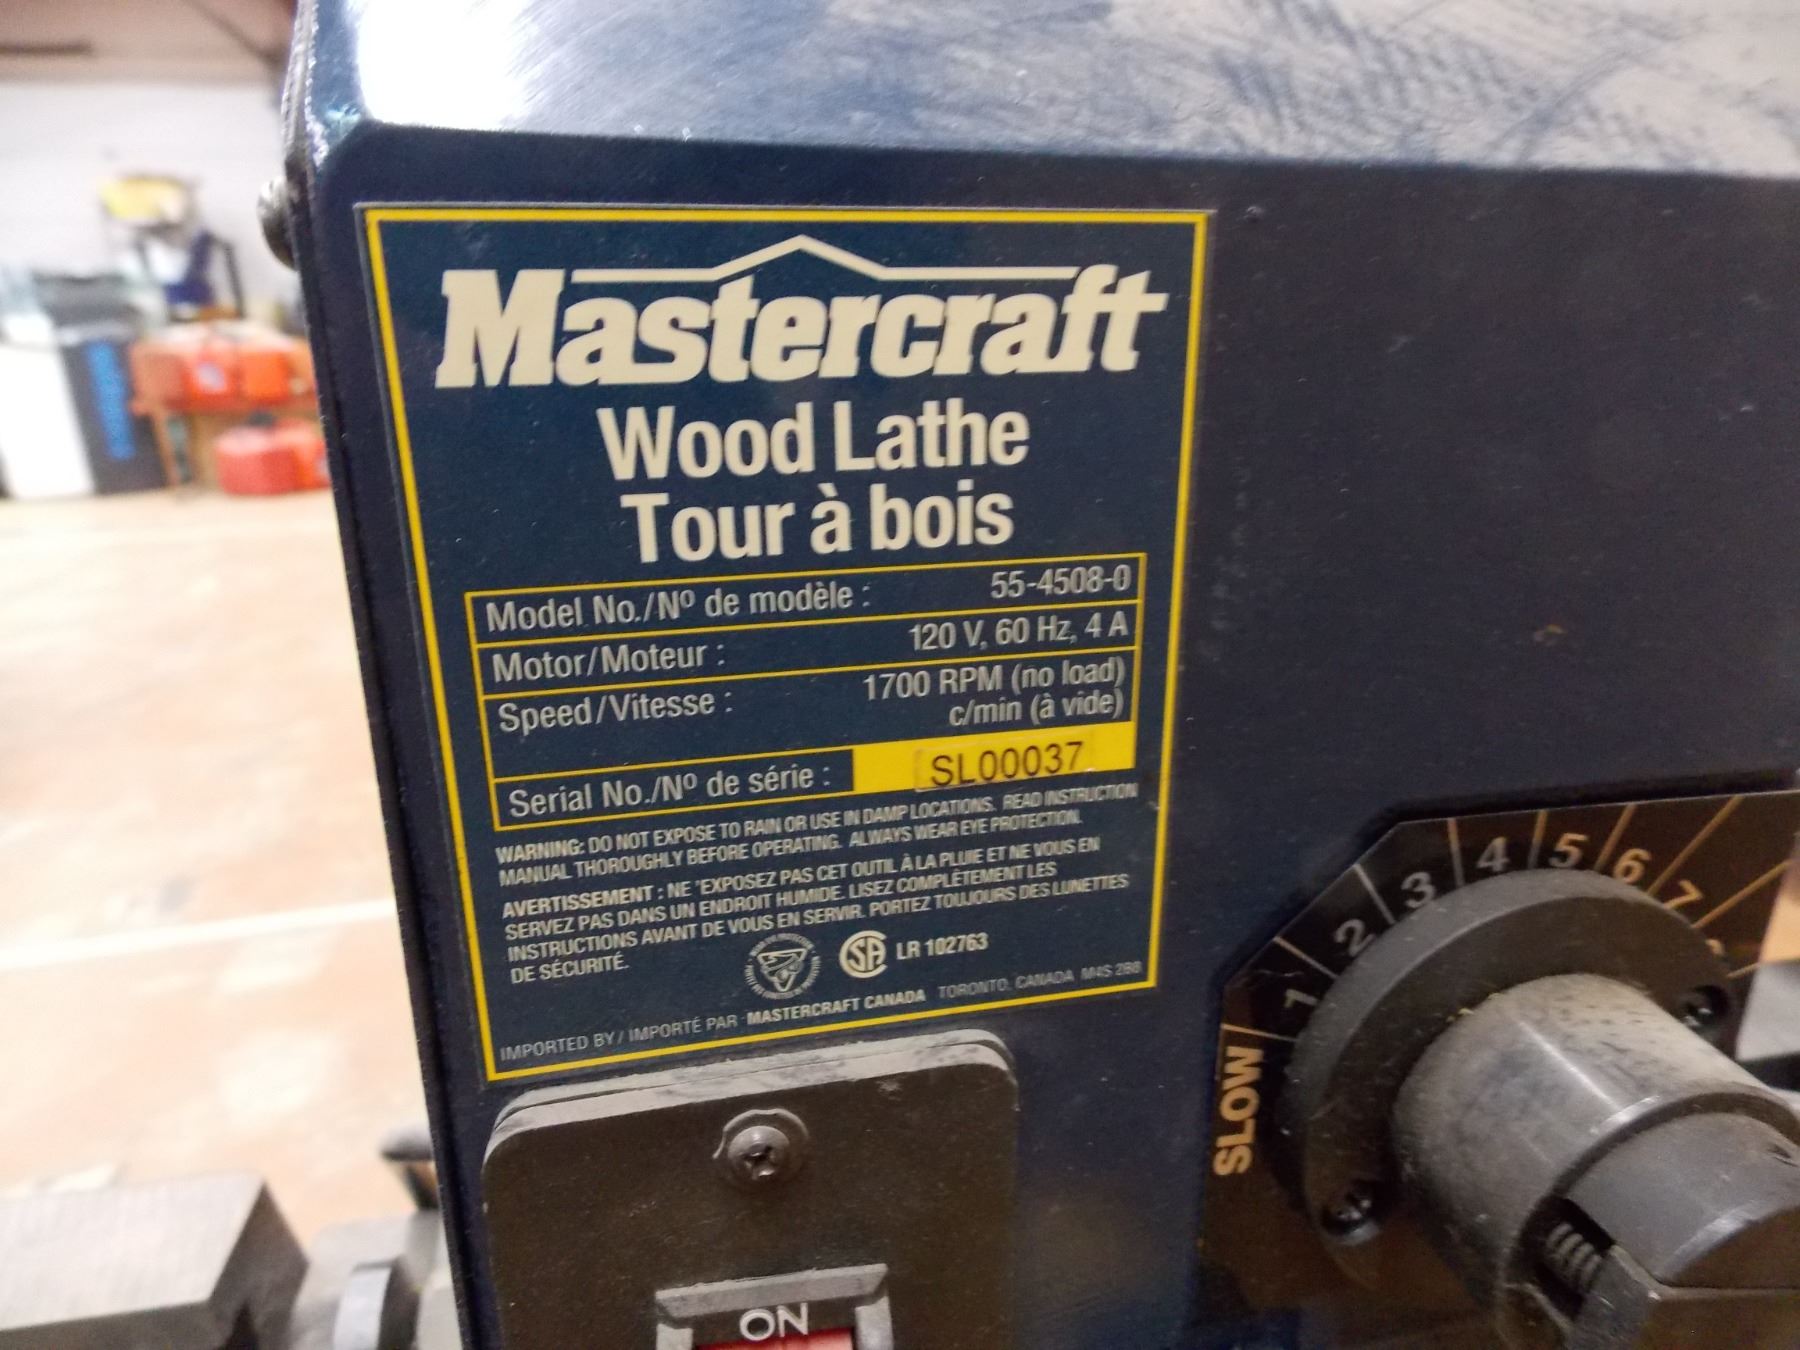 Mastercraft
Wood Lathe
Tour à bois
Model No./Nº de modèle : 55-4508-0
Motor/Moteur : 120 V, 60 Hz, 4 A
Speed/Vitesse : 1700 RPM (no load)
c/min (à vide)
Serial No./Nº de série : SL00037
WARNING: DO NOT EXPOSE TO RAIN OR USE IN DAMP LOCATIONS. READ INSTRUCTION
MANUAL THOROUGHLY BEFORE OPERATING. ALWAYS WEAR EYE PROTECTION.
AVERTISSEMENT : NE 'EXPOSEZ PAS CET OUTIL À LA PLUIE ET NE VOUS EN
SERVEZ PAS DANS UN ENDROIT HUMIDE. LISEZ COMPLÈTEMENT LES
INSTRUCTIONS AVANT DE VOUS EN SERVIR. PORTEZ TOUJOURS DES LUNETTES
DE SÉCURITÉ.
SA LR 102763
IMPORTED BY / IMPORTÉ PAR MASTERCRAFT CANADA TORONTO, CANADA M4S 2B8
SLOW 1 2 3 4 5 6 7
ON